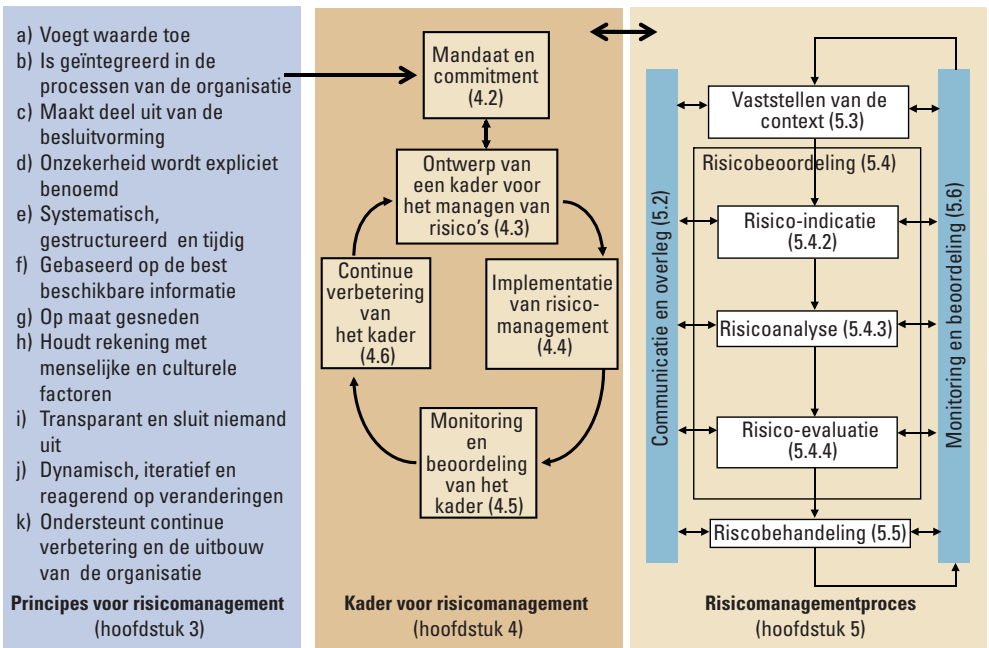 a) Voegt waarde toe
b) Is geïntegreerd in de
processen van de organisatie
c) Maakt deel uit van de
besluitvorming
d) Onzekerheid wordt expliciet
benoemd
e) Systematisch,
gestructureerd en tijdig
f) Gebaseerd op de best
beschikbare informatie
g) Op maat gesneden
h) Houdt rekening met
menselijke en culturele
factoren
i) Transparant en sluit niemand
uit
j) Dynamisch, iteratief en
reagerend op veranderingen
k) Ondersteunt continue
verbetering en de uitbouw
van de organisatie
Principes voor risicomanagement
(hoofdstuk 3)
Mandaat en
commitment
(4.2)
Ontwerp van
een kader voor
het managen van
risico's (4.3)
Continue
verbetering
van
het kader
(4.6)
Implementatie
van risico-
management
(4.4)
Monitoring
en
beoordeling
van het
kader (4.5)
Kader voor risicomanagement
(hoofdstuk 4)
Communicatie en overleg (5.2)
Vaststellen van de
context (5.3)
Risicobeoordeling (5.4)
Risico-indicatie
(5.4.2)
Risicoanalyse (5.4.3)
Risico-evaluatie
(5.4.4)
Riscobehandeling (5.5)
Monitoring en beoordeling (5.6)
Risicomanagementproces
(hoofdstuk 5)